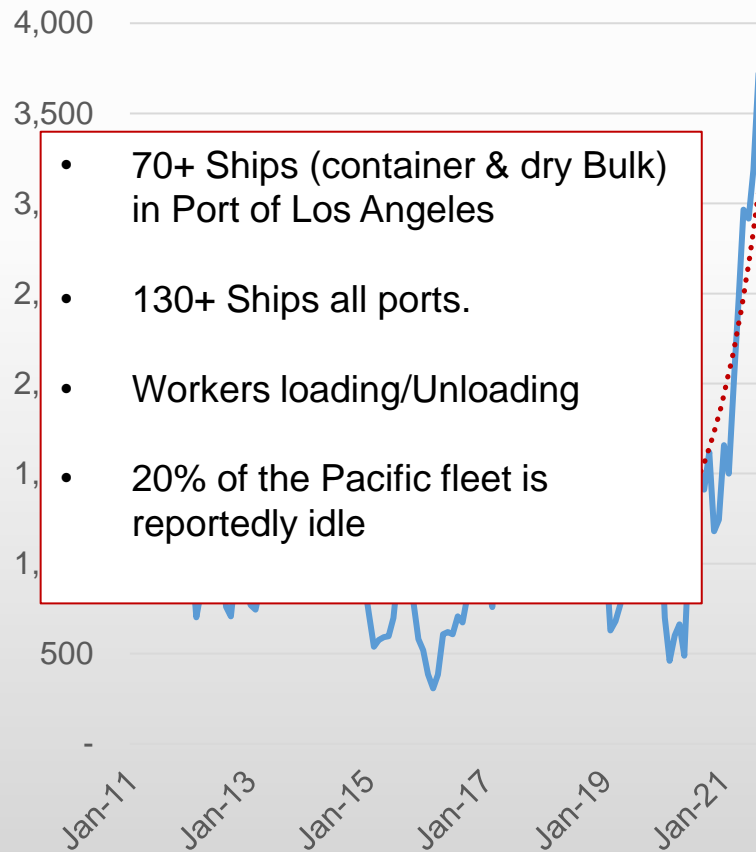 4,000
3,500
3,
2,
2,
1,
1,
500
-
• 70+ Ships (container & dry Bulk)
in Port of Los Angeles
• 130+ Ships all ports.
• Workers loading/Unloading
• 20% of the Pacific fleet is
reportedly idle
Jan-11
Jan-13
Jan-15
Jan-17
Jan-19
Jan-21